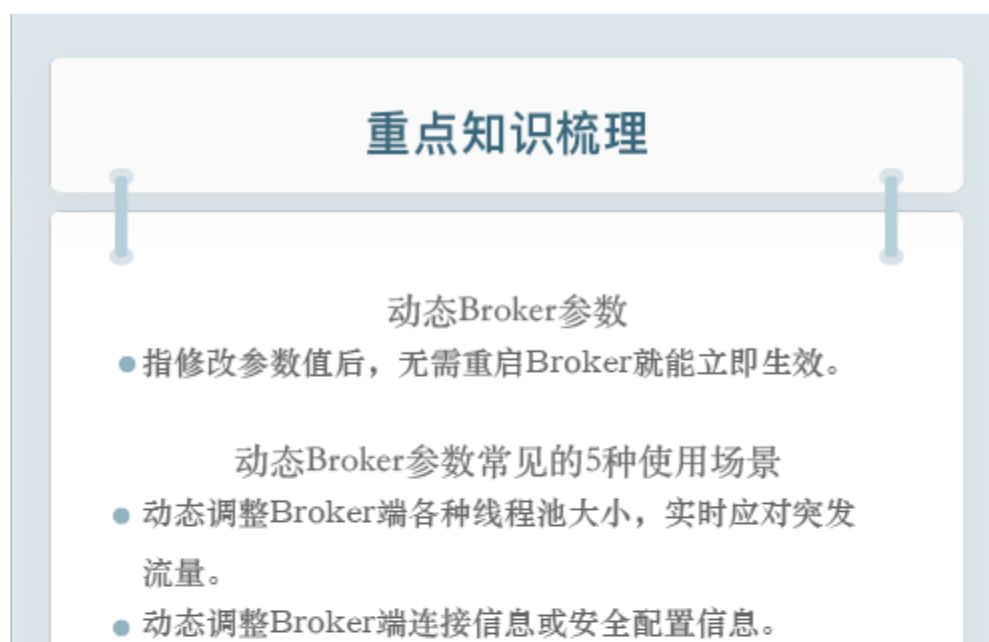 重点知识梳理
动态Broker参数
指修改参数值后，无需重启Broker就能立即生效。
动态Broker参数常见的5种使用场景
动态调整Broker端各种线程池大小，实时应对突发
流量。
动态调整Broker端连接信息或安全配置信息。